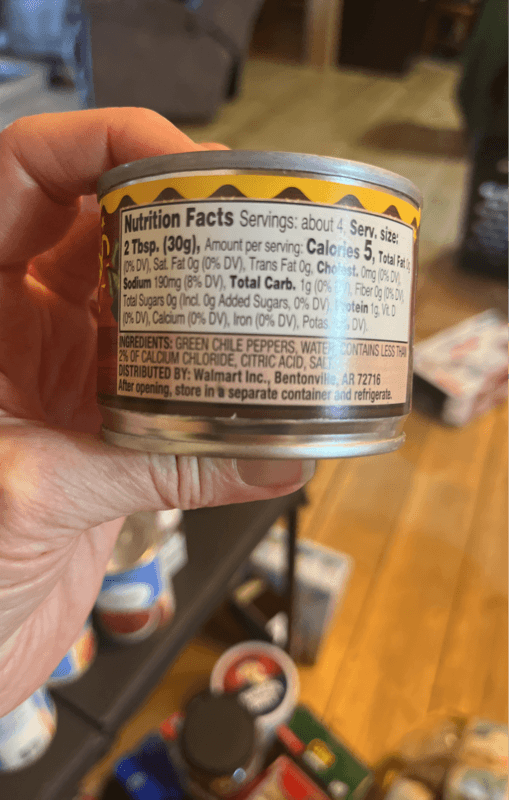 Nutrition Facts Servings: about 4, Serv. size:
2 Tbsp. (30g), Amount per serving: Calories 5, Total Fat 0g
(0% DV), Sat. Fat 0g (0% DV), Trans Fat 0g, Cholest. 0mg (0% DV),
Sodium 190mg (8% DV), Total Carb. 1g (0% Fiber 0g (0% DV),
Total Sugars 0g (Incl. 0g Added Sugars, 0% DV), Protein 1g, Vit. D
(0% DV), Calcium (0% DV), Iron (0% DV), Potas. DV).
INGREDIENTS: GREEN CHILE PEPPERS, WATER, CONTAINS LESS THAN
2% OF CALCIUM CHLORIDE, CITRIC ACID, SALT
DISTRIBUTED BY: Walmart Inc., Bentonville, AR 72716
After opening, store in a separate container and refrigerate.